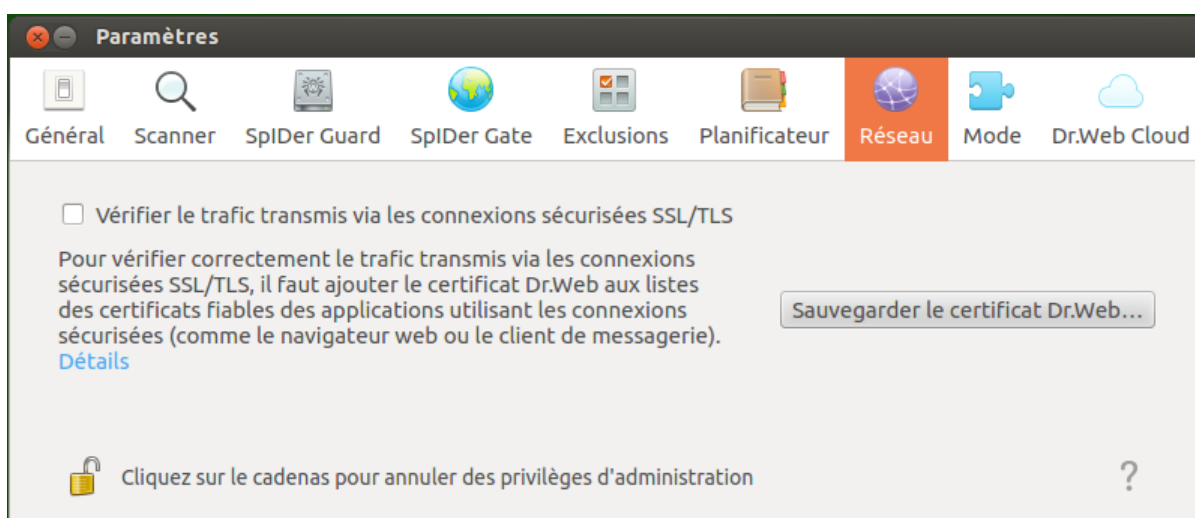 Paramètres
Général Scanner SpIDer Guard SpIDer Gate Exclusions Planificateur Réseau Mode Dr.Web Cloud
Vérifier le trafic transmis via les connexions sécurisées SSL/TLS
Pour vérifier correctement le trafic transmis via les connexions
sécurisées SSL/TLS, il faut ajouter le certificat Dr.Web aux listes
des certificats fiables des applications utilisant les connexions
sécurisées (comme le navigateur web ou le client de messagerie).
Détails
Sauvegarder le certificat Dr.Web...
Cliquez sur le cadenas pour annuler des privilèges d'administration
?